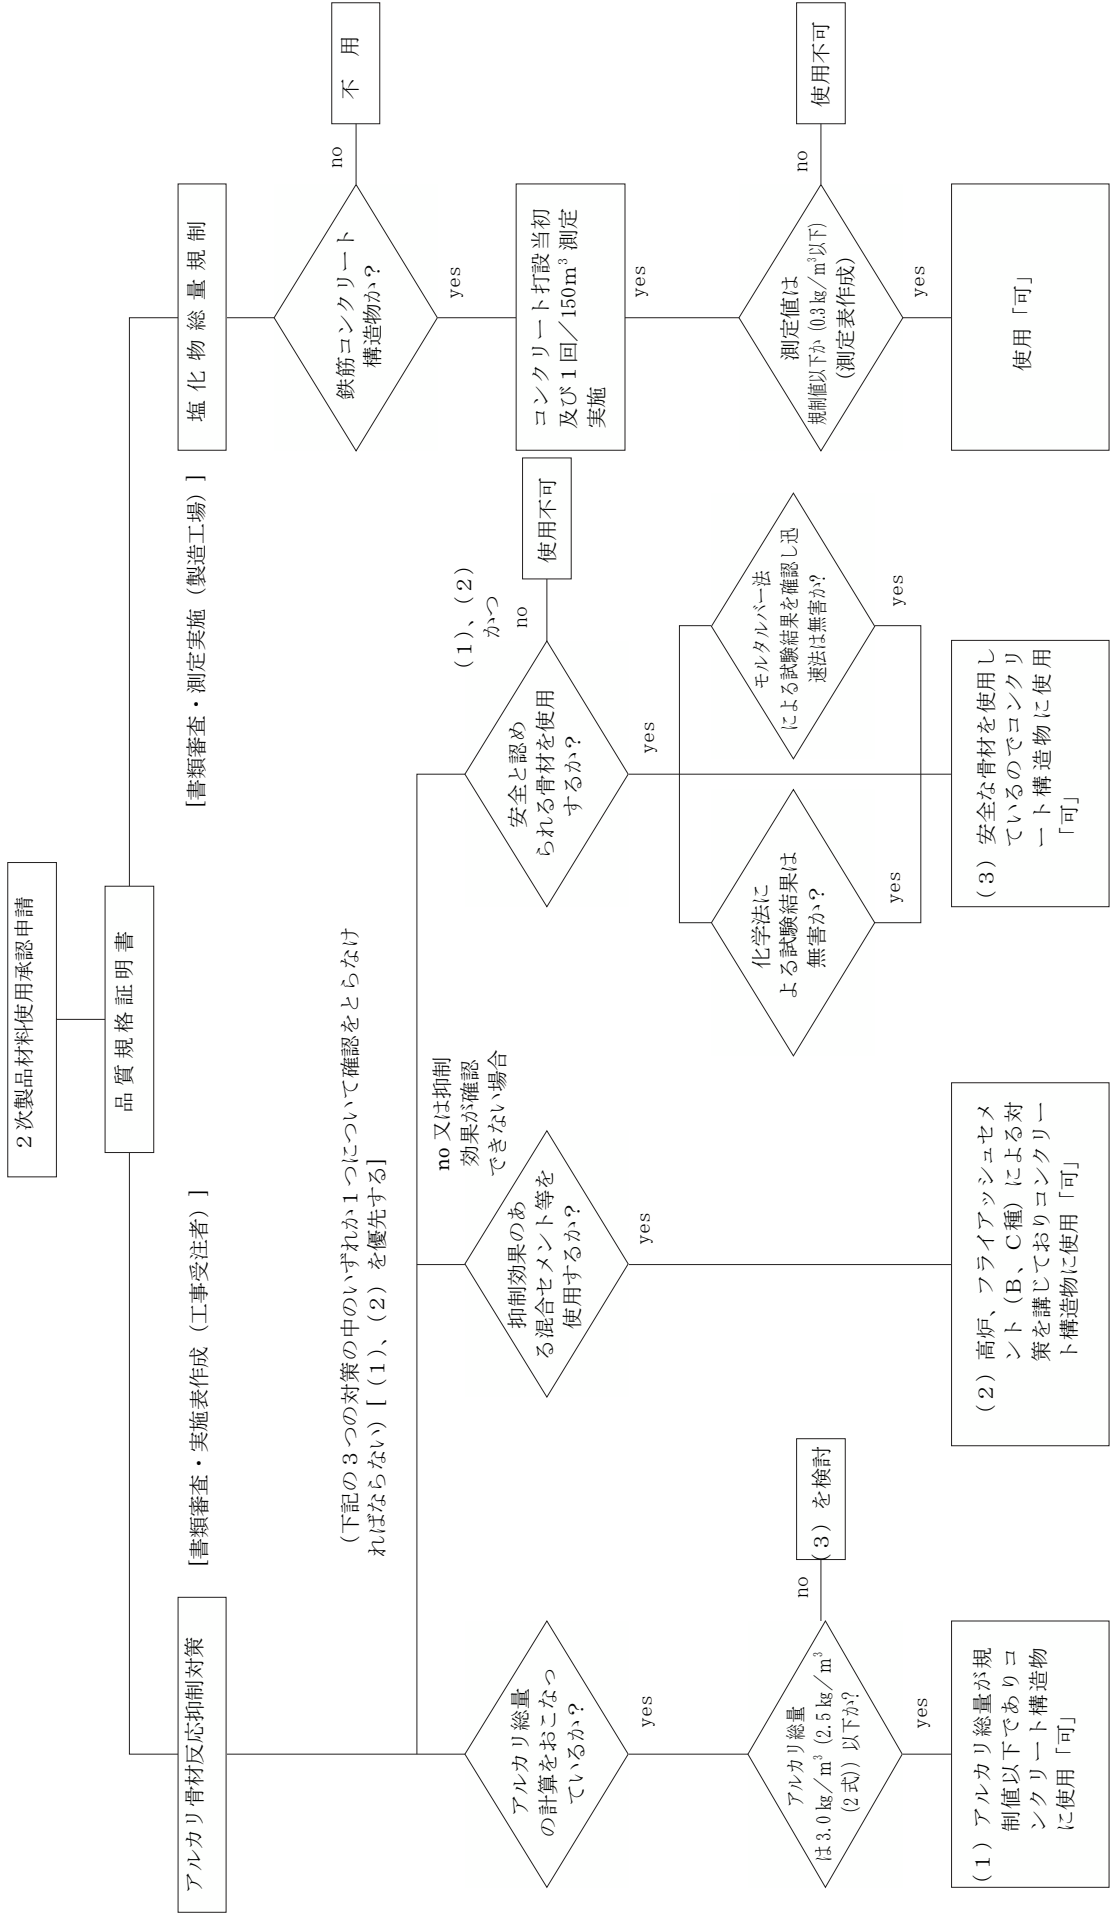 ２次製品材料使用承認申請
品質規格証明書
アルカリ骨材反応抑制対策
[書類審査・実施表作成（工事受注者）]
[書類審査・測定実施（製造工場）]
塩化物総量規制
（下記の３つの対策の中のいずれか１つについて確認をとらなけ
ればならない）[（１）、（２）を優先する]
アルカリ総量
の計算をおこなっ
ているか？
yes
アルカリ総量
は3.0㎏／m³（2.5㎏／m³
（2式））以下か？
no
（３）を検討
yes
（１）アルカリ総量が規
制値以下でありコ
ンクリート構造物
に使用「可」
no 又は抑制
効果が確認
できない場合
抑制効果のあ
る混合セメント等を
使用するか？
yes
（２）高炉、フライアッシュセメ
ント（Ｂ、Ｃ種）による対
策を講じておりコンクリー
ト構造物に使用「可」
（１）、（２）
かつ
no
安全と認め
られる骨材を使用
するか？
使用不可
yes
化学法に
よる試験結果は
無害か？
yes
モルタルバー法
による試験結果を確認し迅
速法は無害か？
yes
（３）安全な骨材を使用し
ているのでコンクリ
ート構造物に使用
「可」
鉄筋コンクリート
構造物か？
no
不用
yes
コンクリート打設当初
及び１回／150m³ 測定
実施
yes
測定値は
規制値以下か（0.3㎏／m³以下）
（測定表作成）
no
使用不可
yes
使用「可」